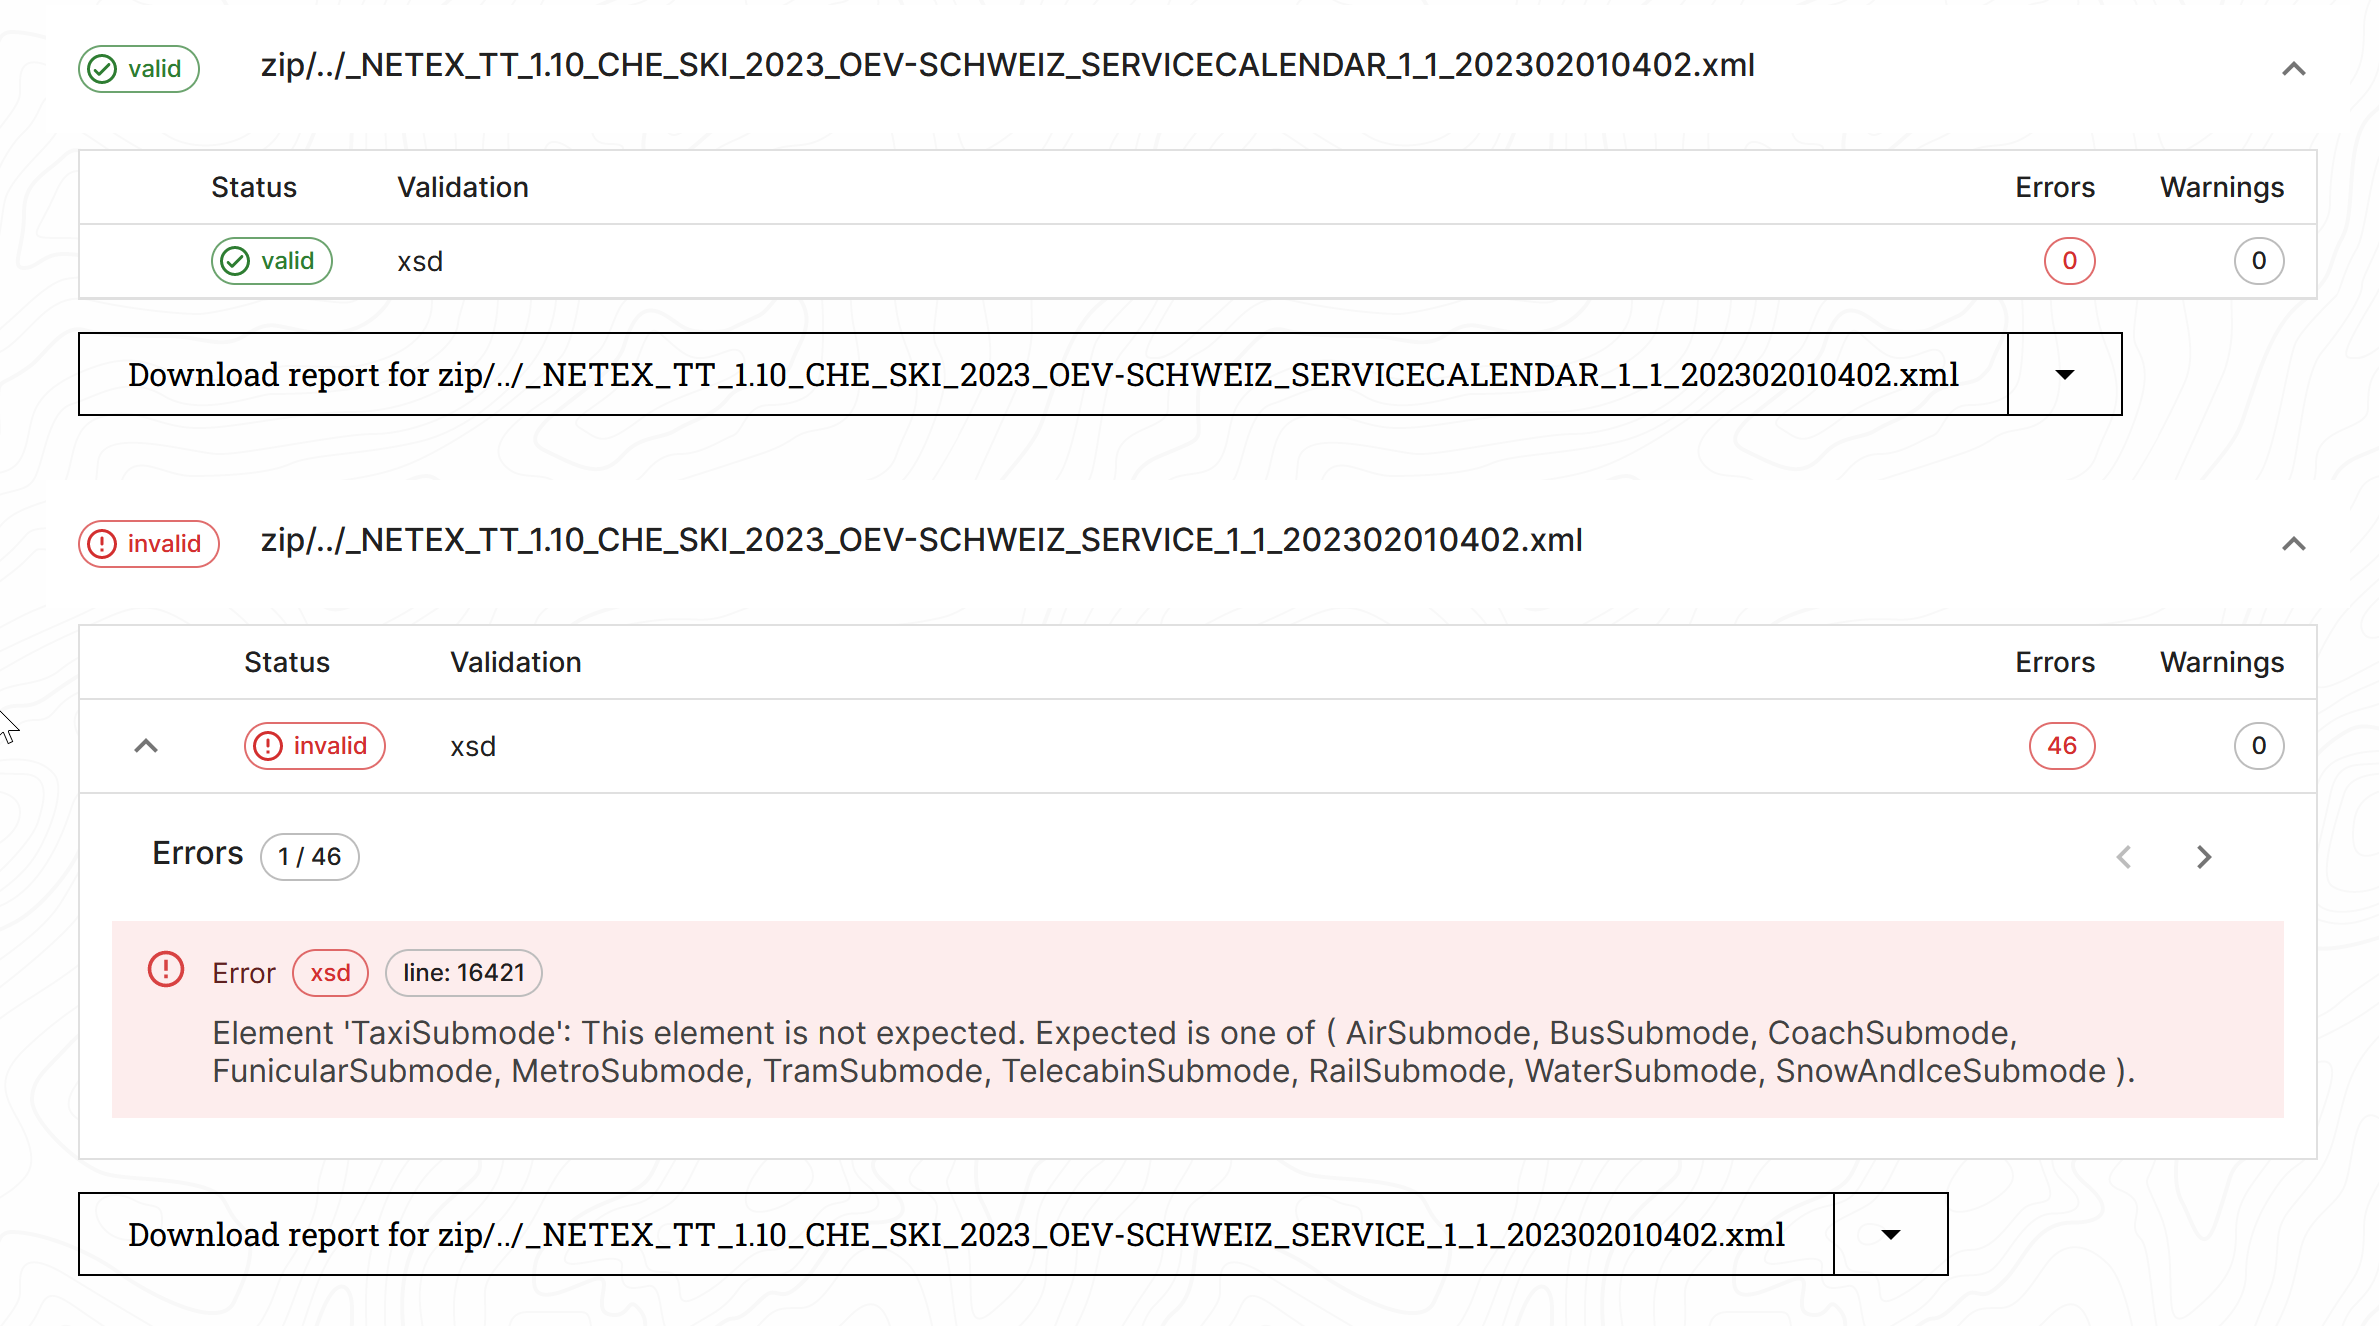 valid zip/../_NETEX_TT_1.10_CHE_SKI_2023_OEV-SCHWEIZ_SERVICECALENDAR_1_1_202302010402.xml
Status Validation Errors Warnings
valid xsd 0 0
Download report for zip/../_NETEX_TT_1.10_CHE_SKI_2023_OEV-SCHWEIZ_SERVICECALENDAR_1_1_202302010402.xml
invalid zip/../_NETEX_TT_1.10_CHE_SKI_2023_OEV-SCHWEIZ_SERVICE_1_1_202302010402.xml
Status Validation Errors Warnings
invalid xsd 46 0
Errors 1 / 46
Error xsd line: 16421
Element 'TaxiSubmode': This element is not expected. Expected is one of ( AirSubmode, BusSubmode, CoachSubmode,
FunicularSubmode, MetroSubmode, TramSubmode, TelecabinSubmode, RailSubmode, WaterSubmode, SnowAndIceSubmode ).
Download report for zip/../_NETEX_TT_1.10_CHE_SKI_2023_OEV-SCHWEIZ_SERVICE_1_1_202302010402.xml